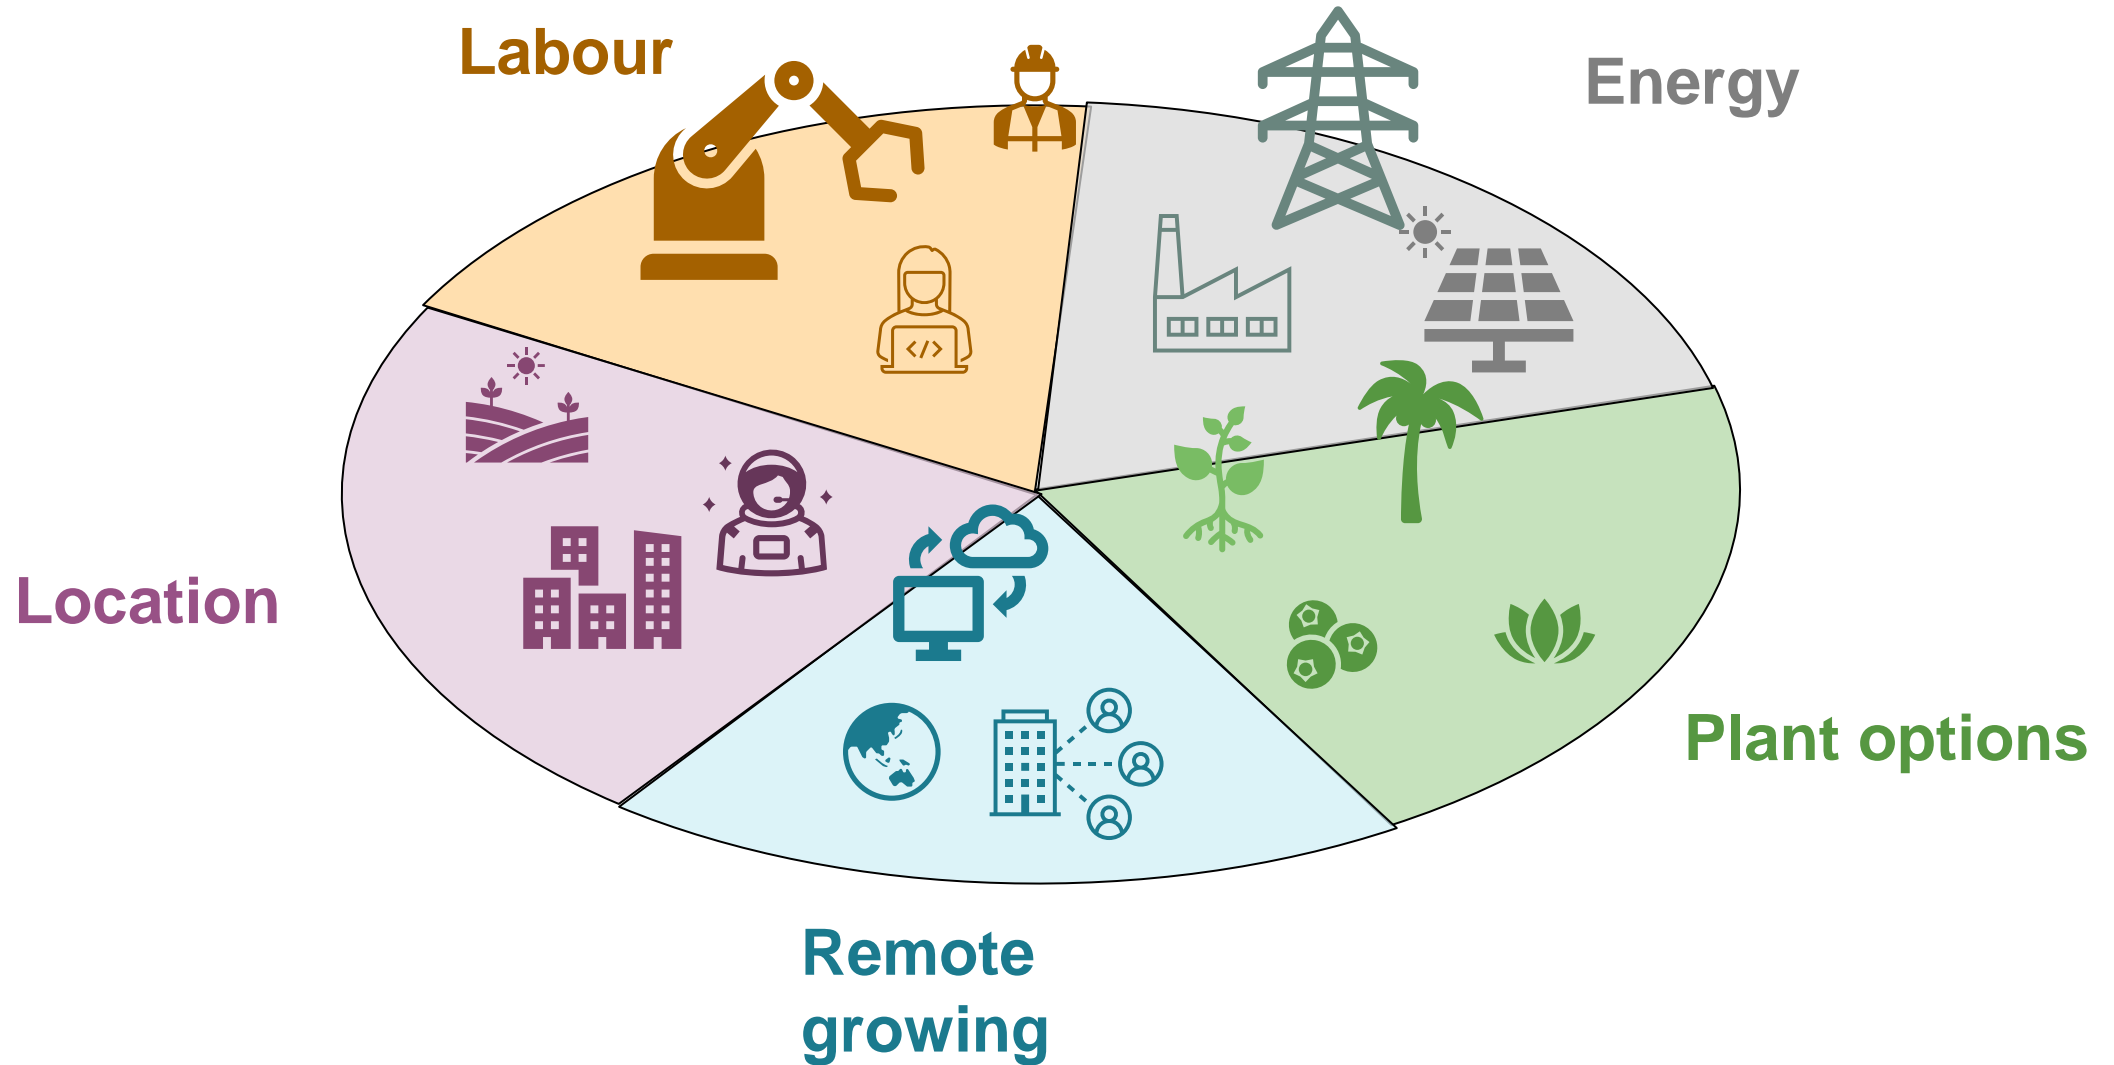 Labour
Energy
</>
Location
Plant options
Remote
growing